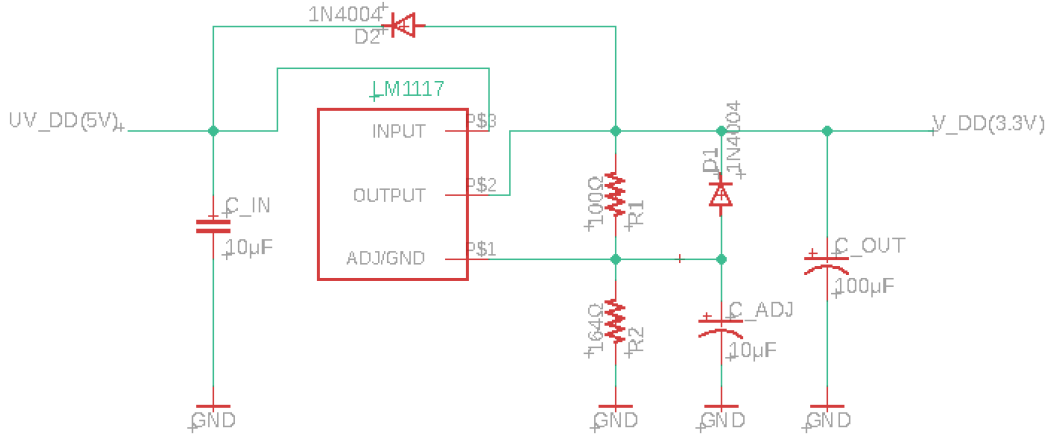 1N4004
D2
LM1117
UV_DD(5V)
INPUT
P$3
V_DD(3.3V)
D1
1N4004
OUTPUT
P$2
100Ω
R1
C_IN
10µF
ADJ/GND
P$1
C_OUT
100µF
164Ω
R2
C_ADJ
10µF
GND
GND
GND
GND